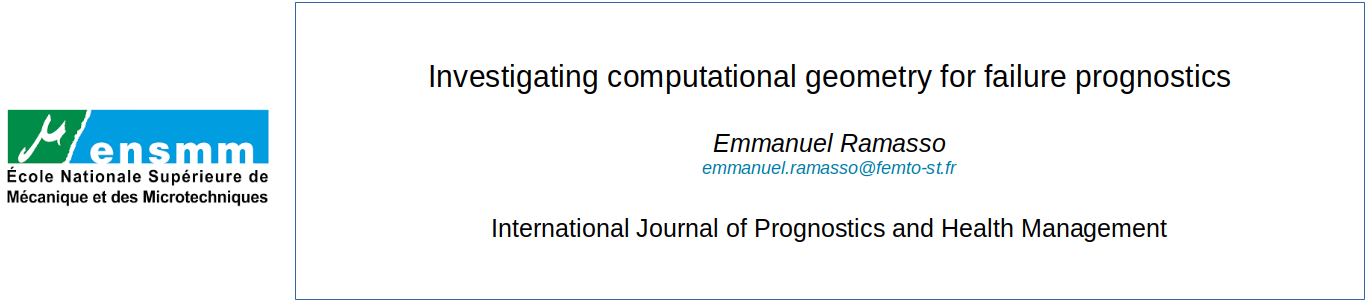 µ ensmm
École Nationale Supérieure de
Mécanique et des Microtechniques
Investigating computational geometry for failure prognostics
Emmanuel Ramasso
emmanuel.ramasso@femto-st.fr
International Journal of Prognostics and Health Management